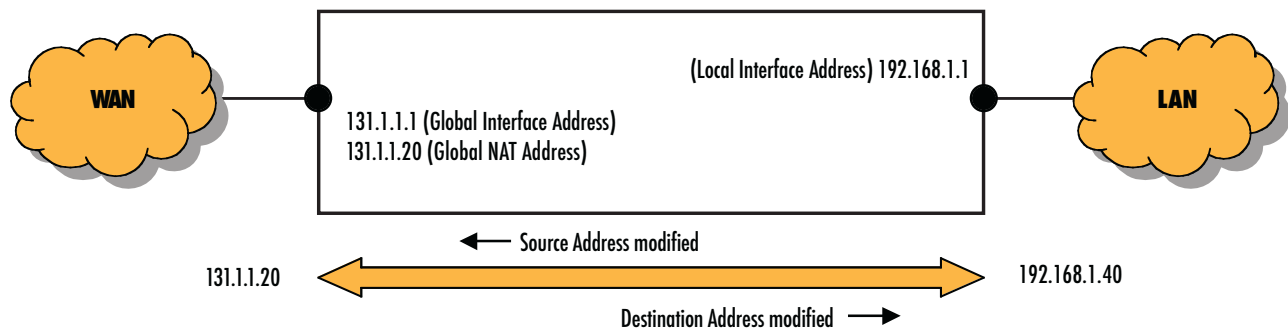 WAN
(Local Interface Address) 192.168.1.1
LAN
131.1.1.1 (Global Interface Address)
131.1.1.20 (Global NAT Address)
Source Address modified
131.1.1.20
192.168.1.40
Destination Address modified